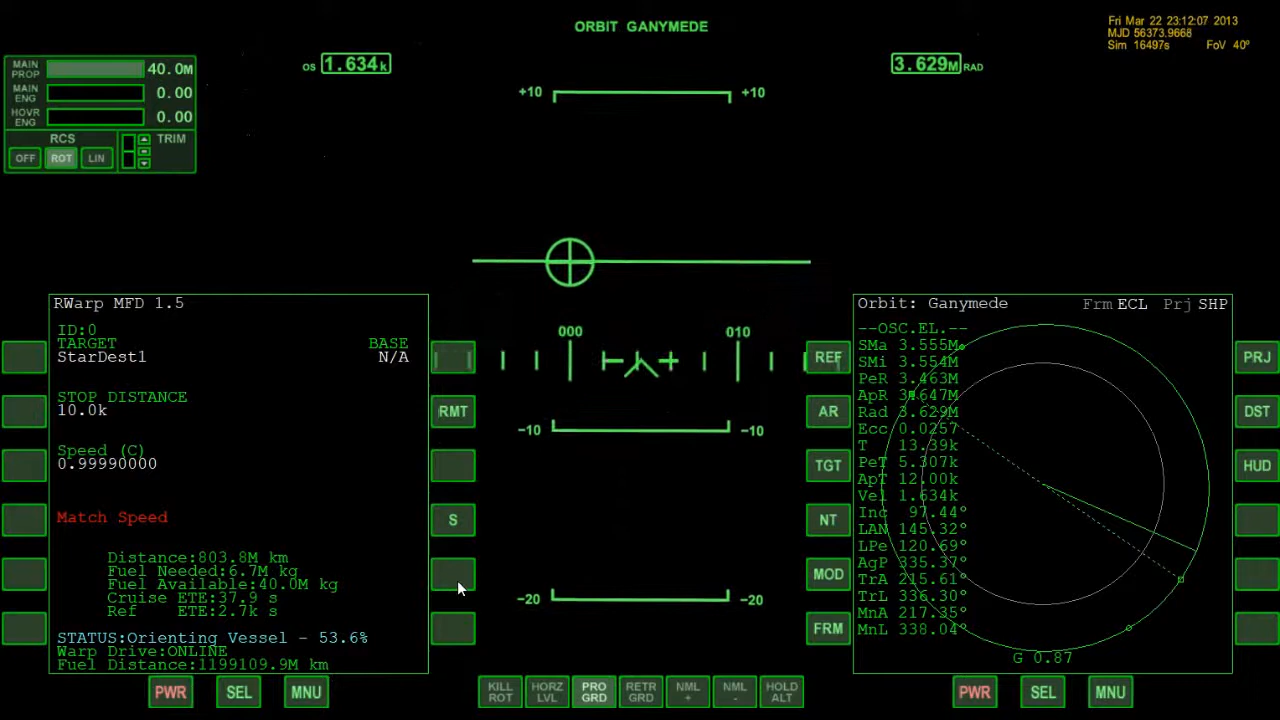 ORBIT GANYMEDE
Fri Mar 22 23:12:07 2013
MJD 56373.9668
Sim 16497s FoV 40°
OS 1.634k
3.629M RAD
MAIN PROP 40.0M
MAIN ENG 0.00
HOVR ENG 0.00
RCS TRIM
OFF ROT LIN
+10 +10
000 010
-10 -10
-20 -20
RWarp MFD 1.5
ID:0
TARGET BASE
StarDest1 N/A
STOP DISTANCE
10.0k
Speed (C)
0.99990000
Match Speed
Distance:803.8M km
Fuel Needed:6.7M kg
Fuel Available:40.0M kg
Cruise ETE:37.9 s
Ref ETE:2.7k s
STATUS:Orienting Vessel - 53.6%
Warp Drive:ONLINE
Fuel Distance:1199109.9M km
RMT
S
PWR SEL MNU
KILL ROT
HORZ LVL
PRO GRD
RETR GRD
NML +
NML -
HOLD ALT
REF
AR
TGT
NT
MOD
FRM
Orbit: Ganymede Frm ECL Prj SHP
--OSC.EL.--
SMa 3.555M
SMi 3.554M
PeR 3.463M
ApR 3.647M
Rad 3.629M
Ecc 0.0257
T 13.39k
PeT 5.307k
ApT 12.00k
Vel 1.634k
Inc 97.44°
LAN 145.32°
LPe 120.69°
AgP 335.37°
TrA 215.61°
TrL 336.30°
MnA 217.35°
MnL 338.04°
G 0.87
PRJ
DST
HUD
PWR SEL MNU